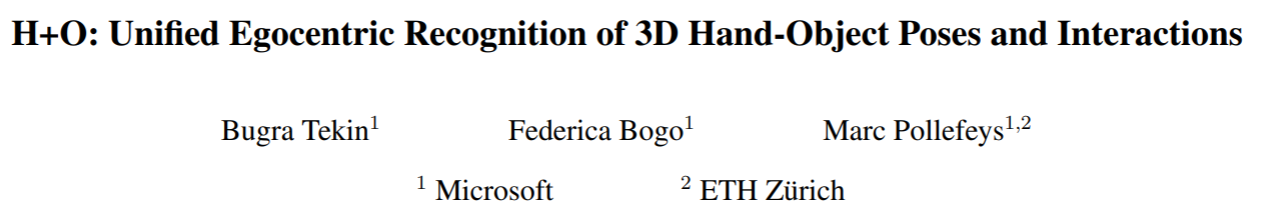 H+O: Unified Egocentric Recognition of 3D Hand-Object Poses and Interactions
Bugra Tekin¹ Federica Bogo¹ Marc Pollefeys¹,²
¹ Microsoft ² ETH Zürich